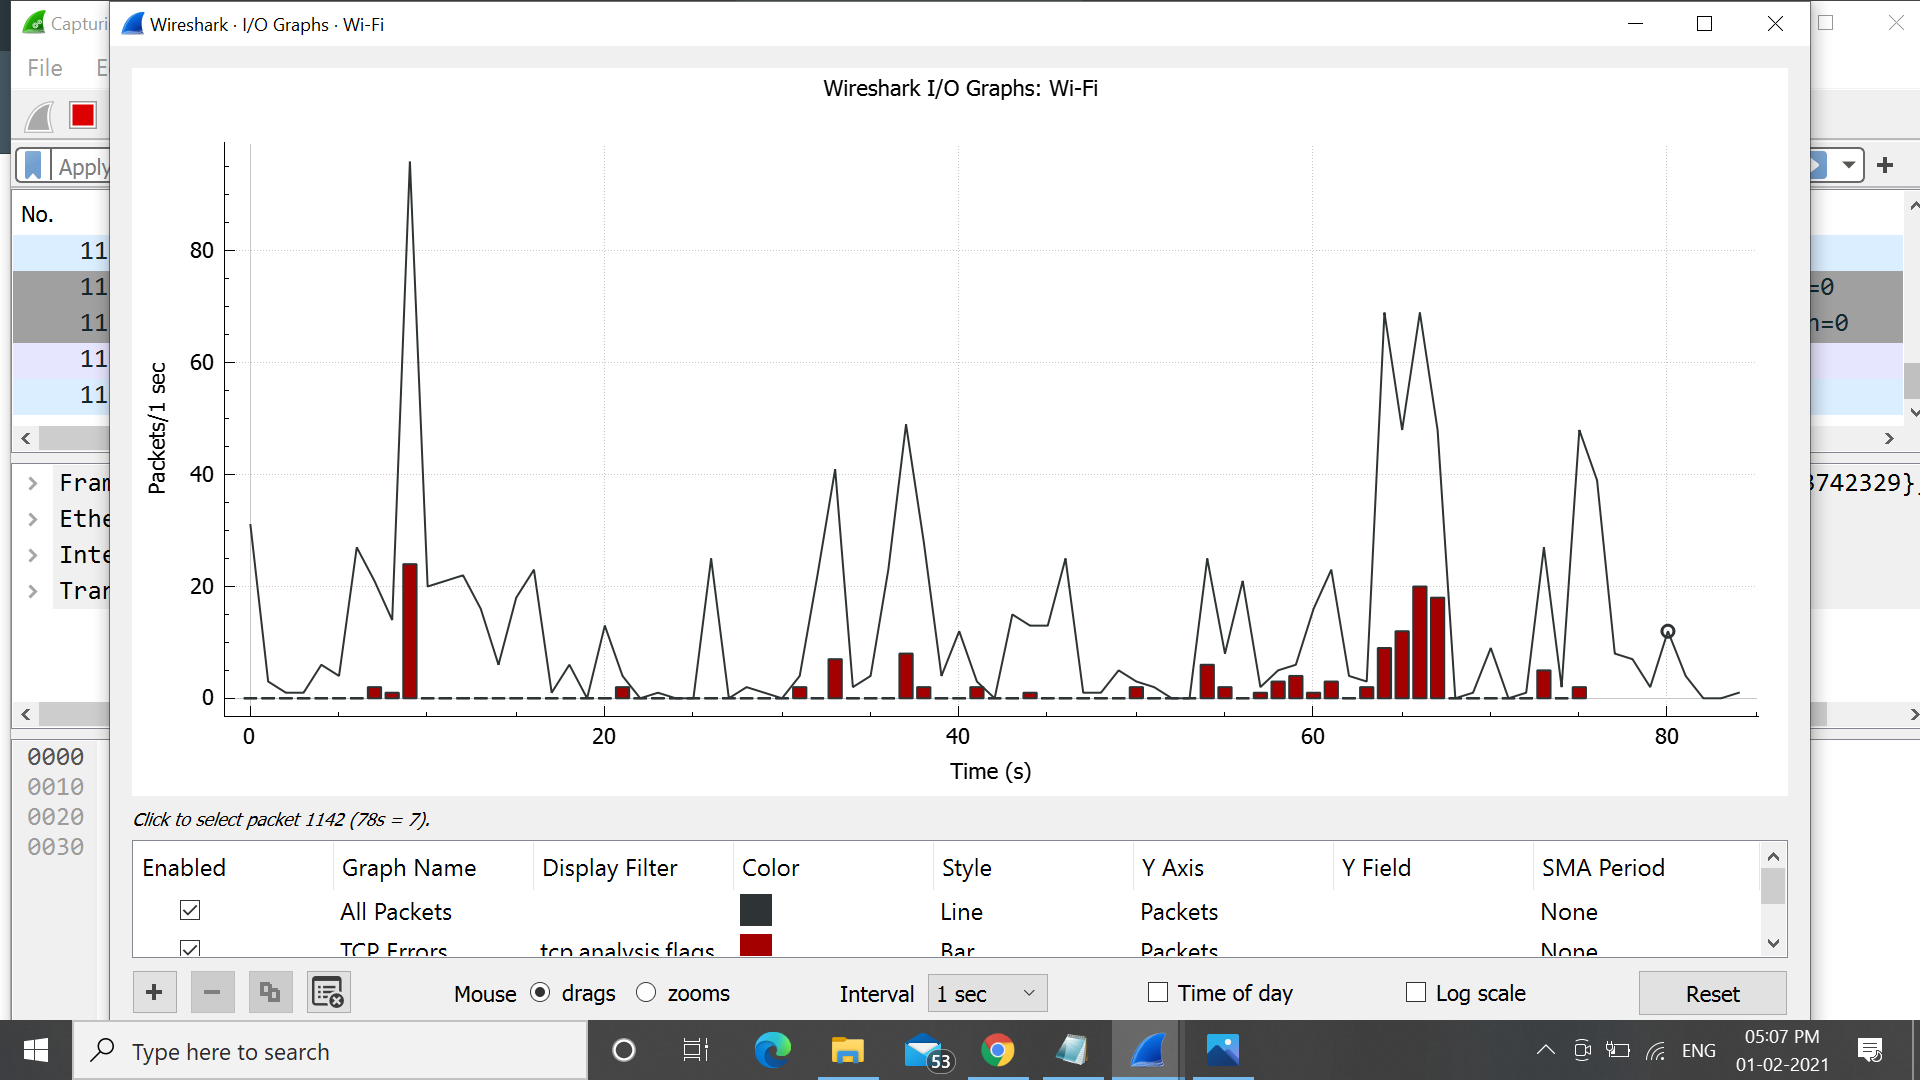 Capturi
Wireshark · I/O Graphs · Wi-Fi
File E
Apply
No.
11
11
11
11
11
=0
n=0
Fram
3742329},
Ethe
Inte
Tran
0000
0010
0020
0030
Wireshark I/O Graphs: Wi-Fi
Packets/1 sec
80
60
40
20
0
0 20 40 60 80
Time (s)
Click to select packet 1142 (78s = 7).
Enabled Graph Name Display Filter Color Style Y Axis Y Field SMA Period
All Packets Line Packets None
TCP Errors tcp.analysis.flags Bar Packets None
Mouse drags zooms Interval 1 sec Time of day Log scale Reset
Type here to search
53
ENG
05:07 PM
01-02-2021